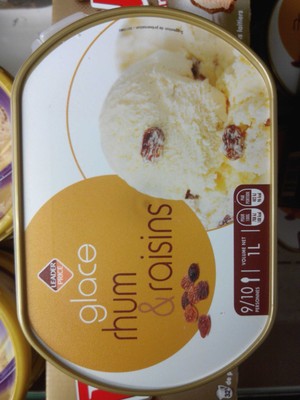 LEADER
PRICE
glace
rhum
& raisins
VOLUME NET
1L
9/10
PERSONNES